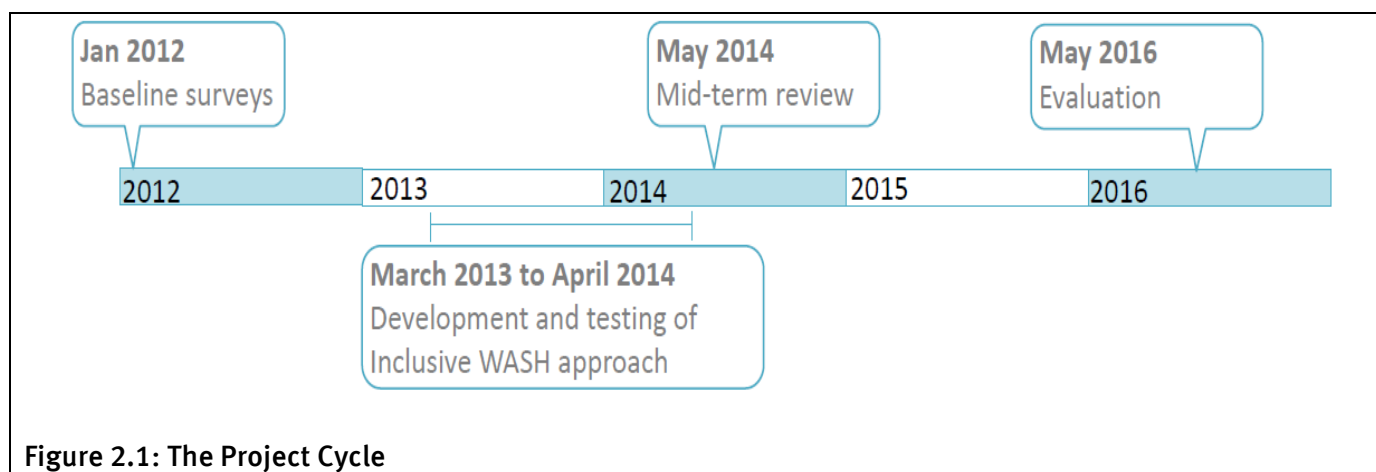 Jan 2012
Baseline surveys
May 2014
Mid-term review
May 2016
Evaluation
2012
2013
2014
2015
2016
March 2013 to April 2014
Development and testing of
Inclusive WASH approach
Figure 2.1: The Project Cycle